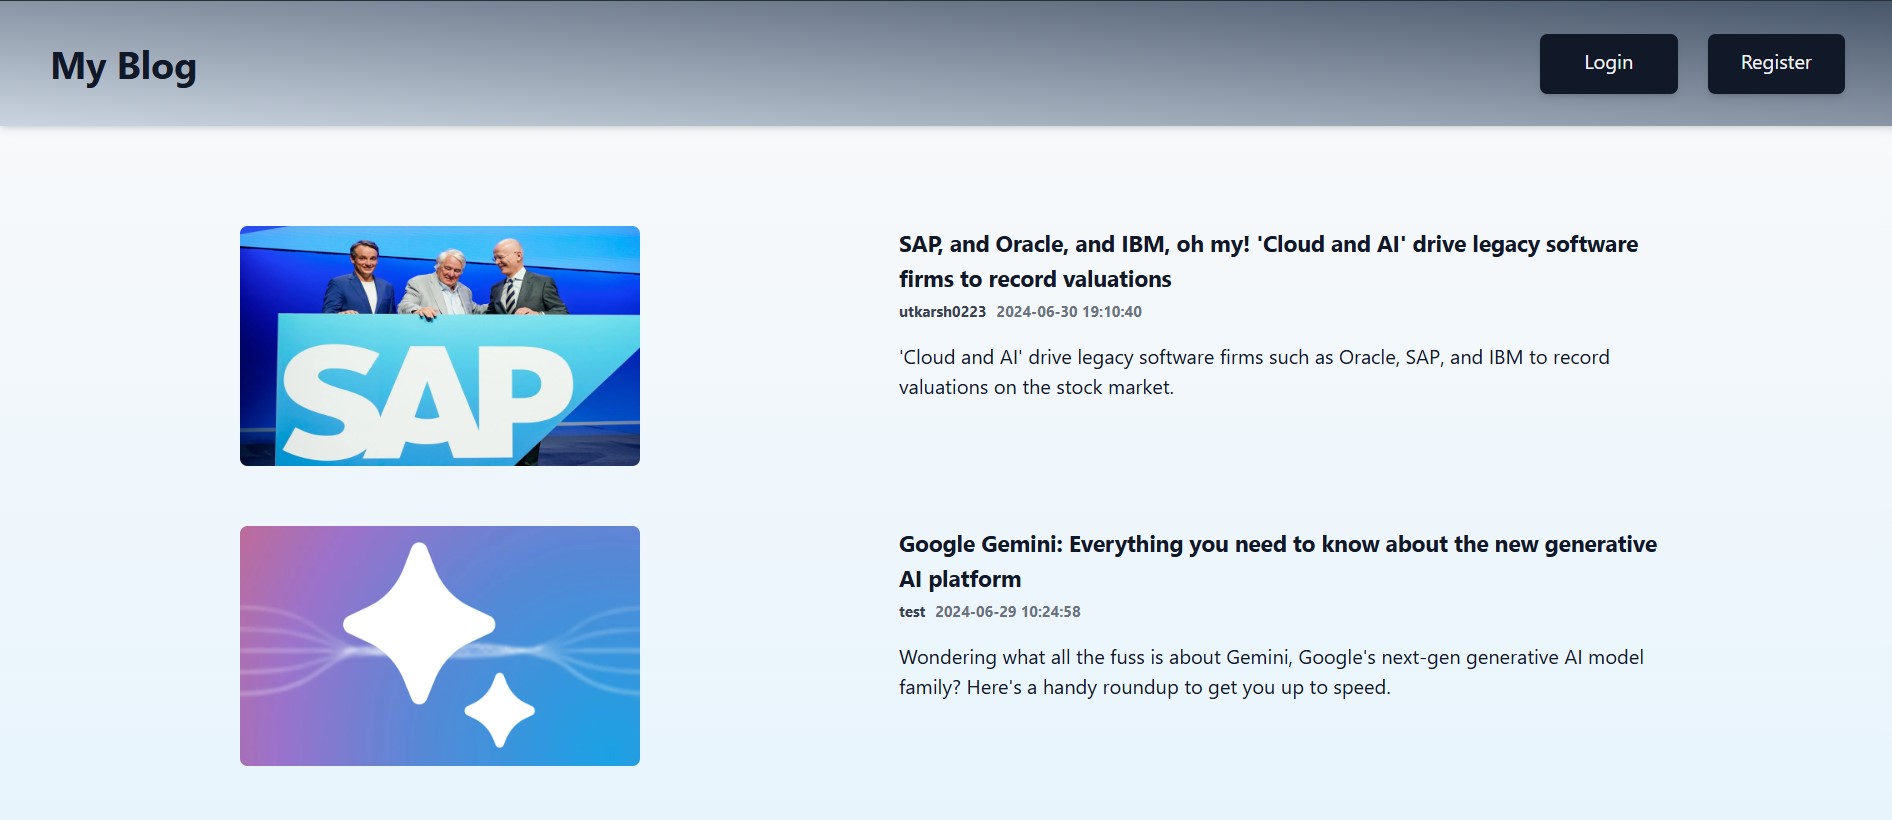 My Blog
Login
Register
SAP
SAP, and Oracle, and IBM, oh my! 'Cloud and AI' drive legacy software
firms to record valuations
utkarsh0223 2024-06-30 19:10:40
'Cloud and AI' drive legacy software firms such as Oracle, SAP, and IBM to record
valuations on the stock market.
Google Gemini: Everything you need to know about the new generative
AI platform
test 2024-06-29 10:24:58
Wondering what all the fuss is about Gemini, Google's next-gen generative AI model
family? Here's a handy roundup to get you up to speed.